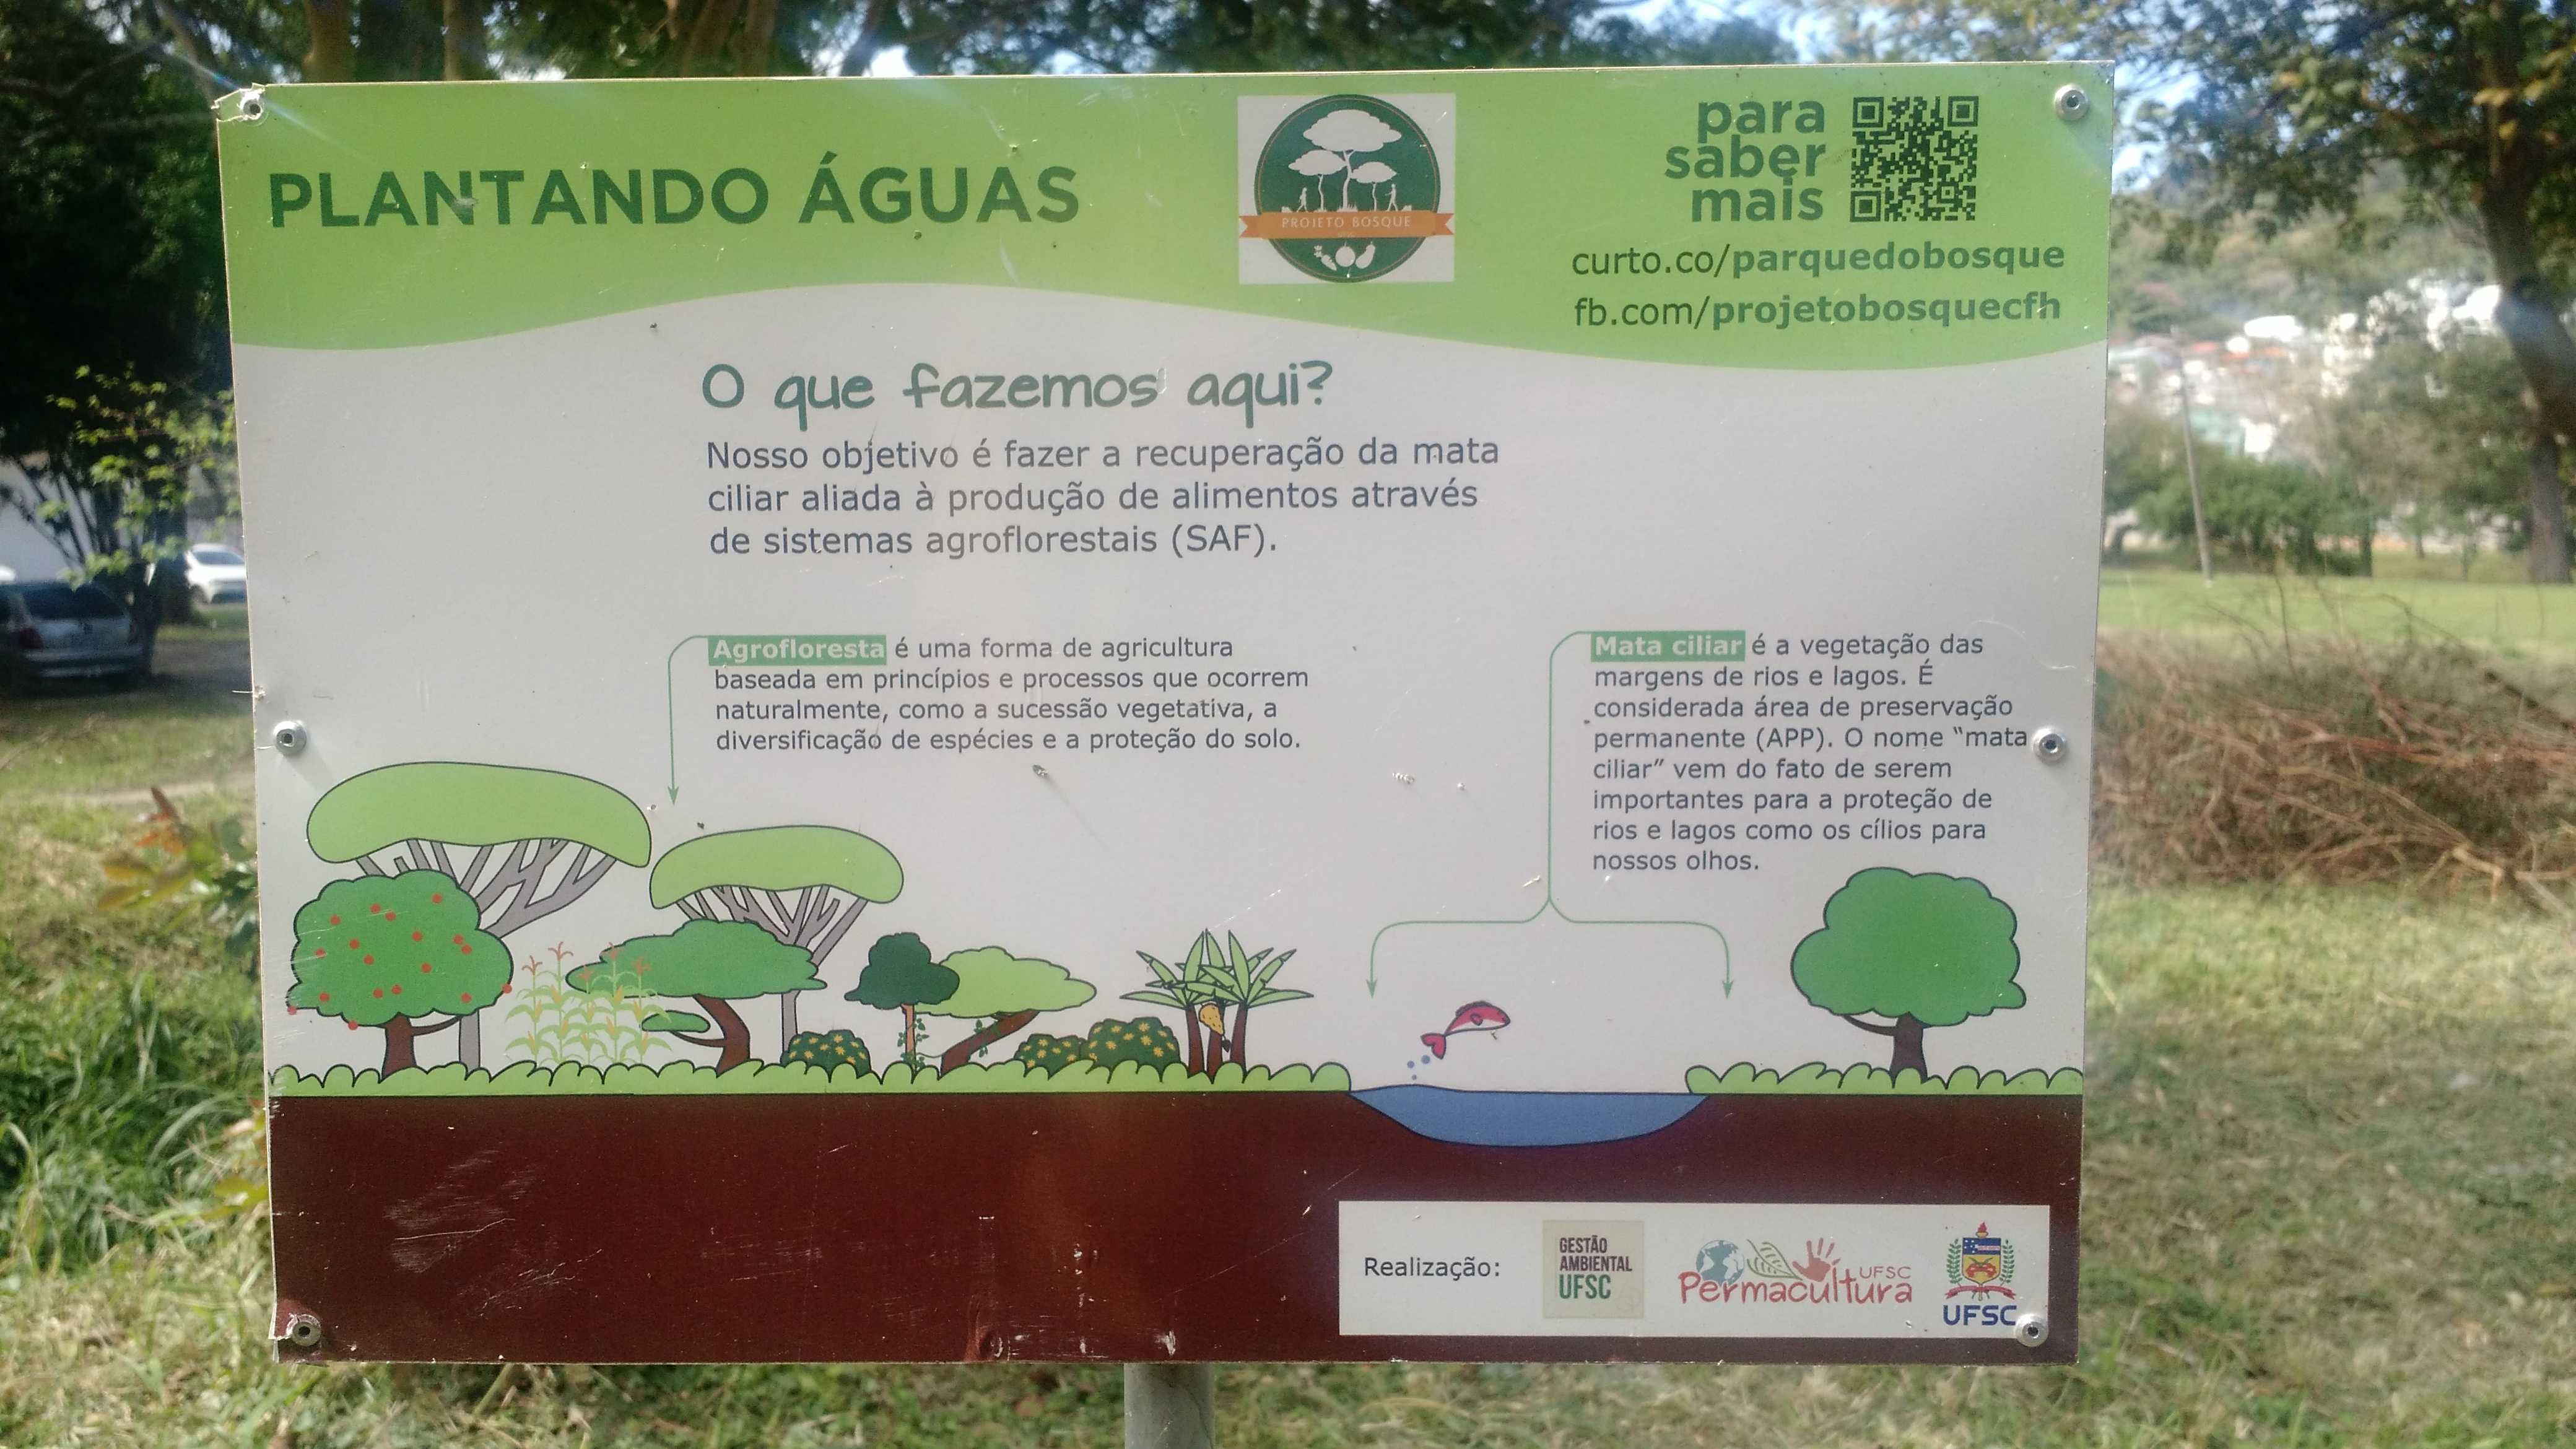 PLANTANDO ÁGUAS
PROJETO BOSQUE
para
saber
mais
curto.co/parquedobosque
fb.com/projetobosquecfh
O que fazemos aqui?
Nosso objetivo é fazer a recuperação da mata
ciliar aliada à produção de alimentos através
de sistemas agroflorestais (SAF).
Agrofloresta é uma forma de agricultura
baseada em princípios e processos que ocorrem
naturalmente, como a sucessão vegetativa, a
diversificação de espécies e a proteção do solo.
Mata ciliar é a vegetação das
margens de rios e lagos. É
considerada área de preservação
permanente (APP). O nome “mata
ciliar” vem do fato de serem
importantes para a proteção de
rios e lagos como os cílios para
nossos olhos.
Realização:
GESTÃO
AMBIENTAL
UFSC
UFSC
Permacultura
UFSC